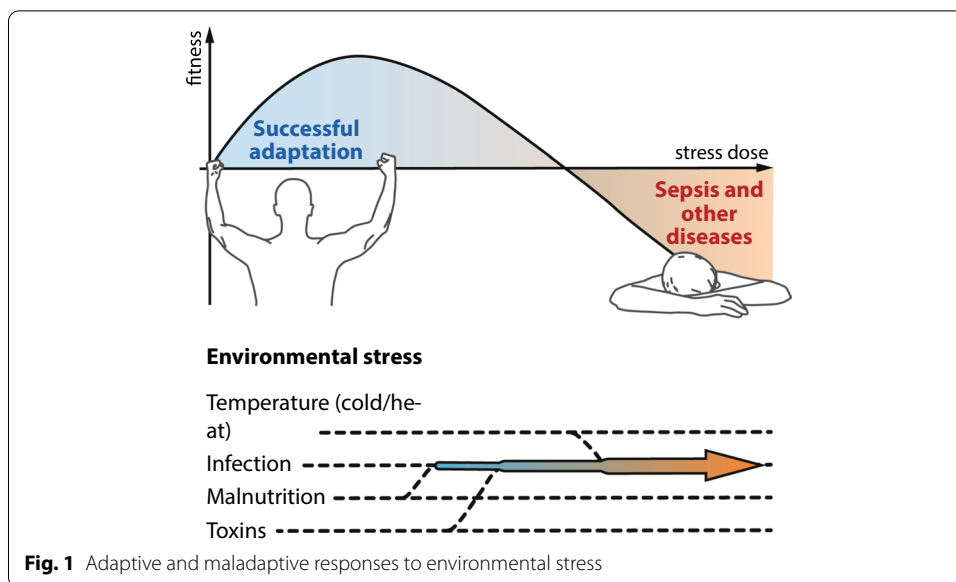 fitness
Successful
adaptation
stress dose
Sepsis and
other
diseases
Environmental stress
Temperature (cold/he-
at)
Infection
Malnutrition
Toxins
Fig. 1 Adaptive and maladaptive responses to environmental stress